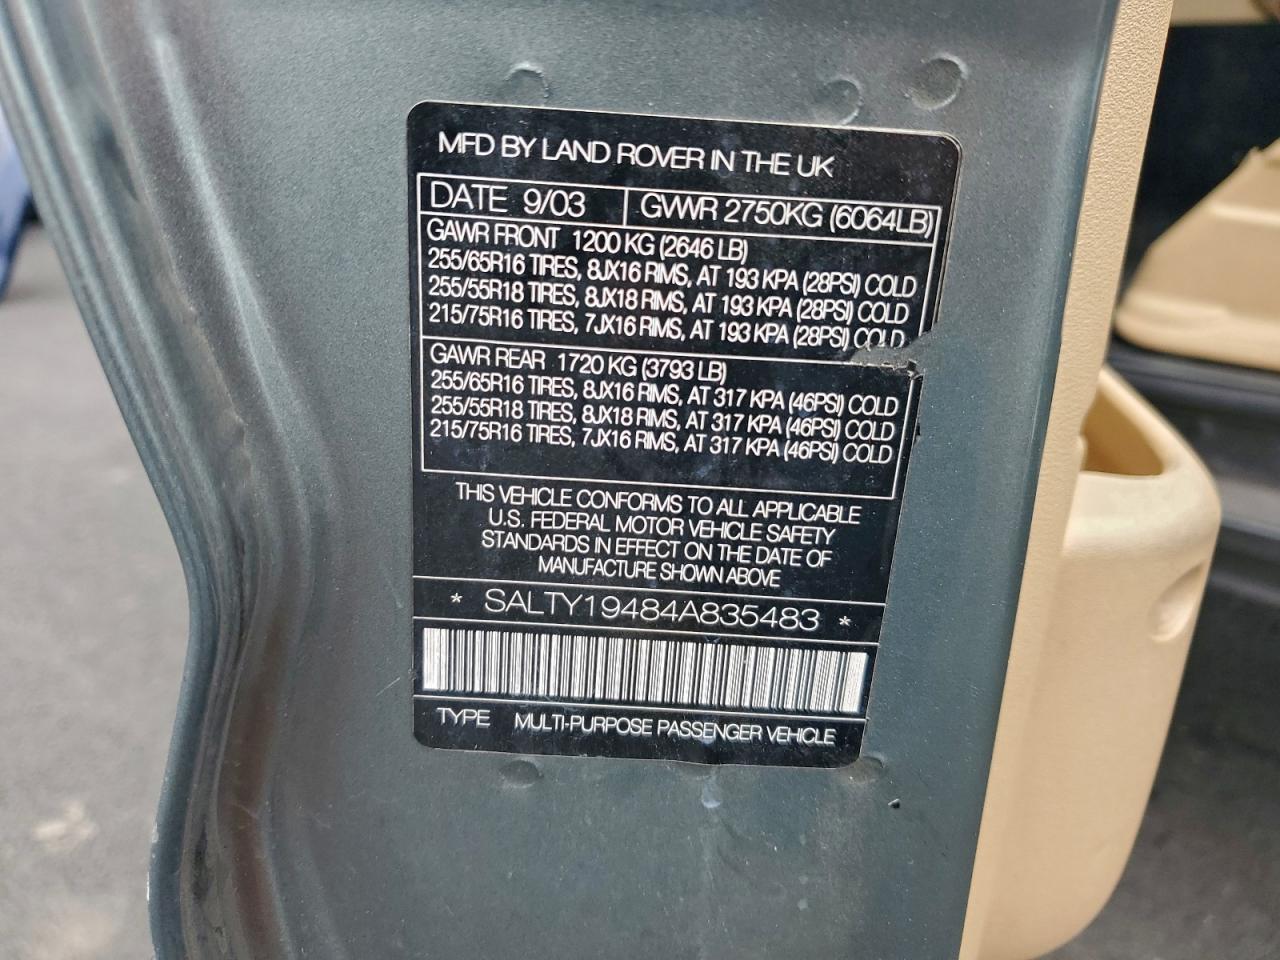 MFD BY LAND ROVER IN THE UK
DATE 9/03 GVWR 2750KG (6064LB)
GAWR FRONT 1200 KG (2646 LB)
255/65R16 TIRES, 8JX16 RIMS, AT 193 KPA (28PSI) COLD
255/55R18 TIRES, 8JX18 RIMS, AT 193 KPA (28PSI) COLD
215/75R16 TIRES, 7JX16 RIMS, AT 193 KPA (28PSI) COLD
GAWR REAR 1720 KG (3793 LB)
255/65R16 TIRES, 8JX16 RIMS, AT 317 KPA (46PSI) COLD
255/55R18 TIRES, 8JX18 RIMS, AT 317 KPA (46PSI) COLD
215/75R16 TIRES, 7JX16 RIMS, AT 317 KPA (46PSI) COLD
THIS VEHICLE CONFORMS TO ALL APPLICABLE
U.S. FEDERAL MOTOR VEHICLE SAFETY
STANDARDS IN EFFECT ON THE DATE OF
MANUFACTURE SHOWN ABOVE
* SALTY19484A835483 *
TYPE MULTI-PURPOSE PASSENGER VEHICLE